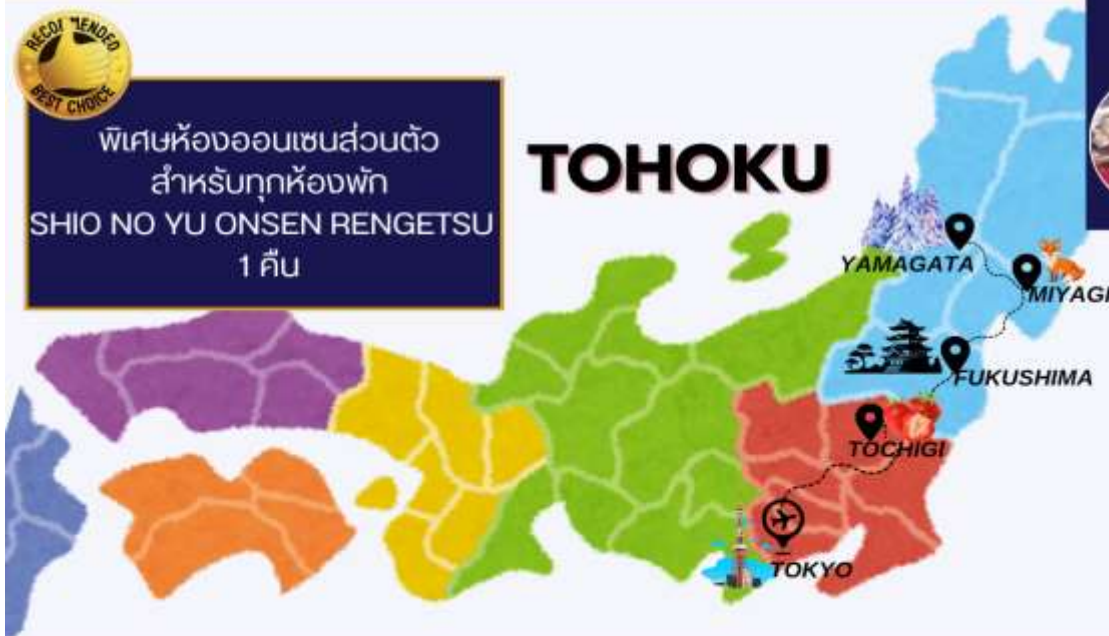 RECOMMENDED
BEST CHOICE
พิเศษห้องออนเซนส่วนตัว
สำหรับทุกห้องพัก
SHIO NO YU ONSEN RENGETSU
1 คืน
TOHOKU
YAMAGATA
MIYAGI
FUKUSHIMA
TOCHIGI
TOKYO